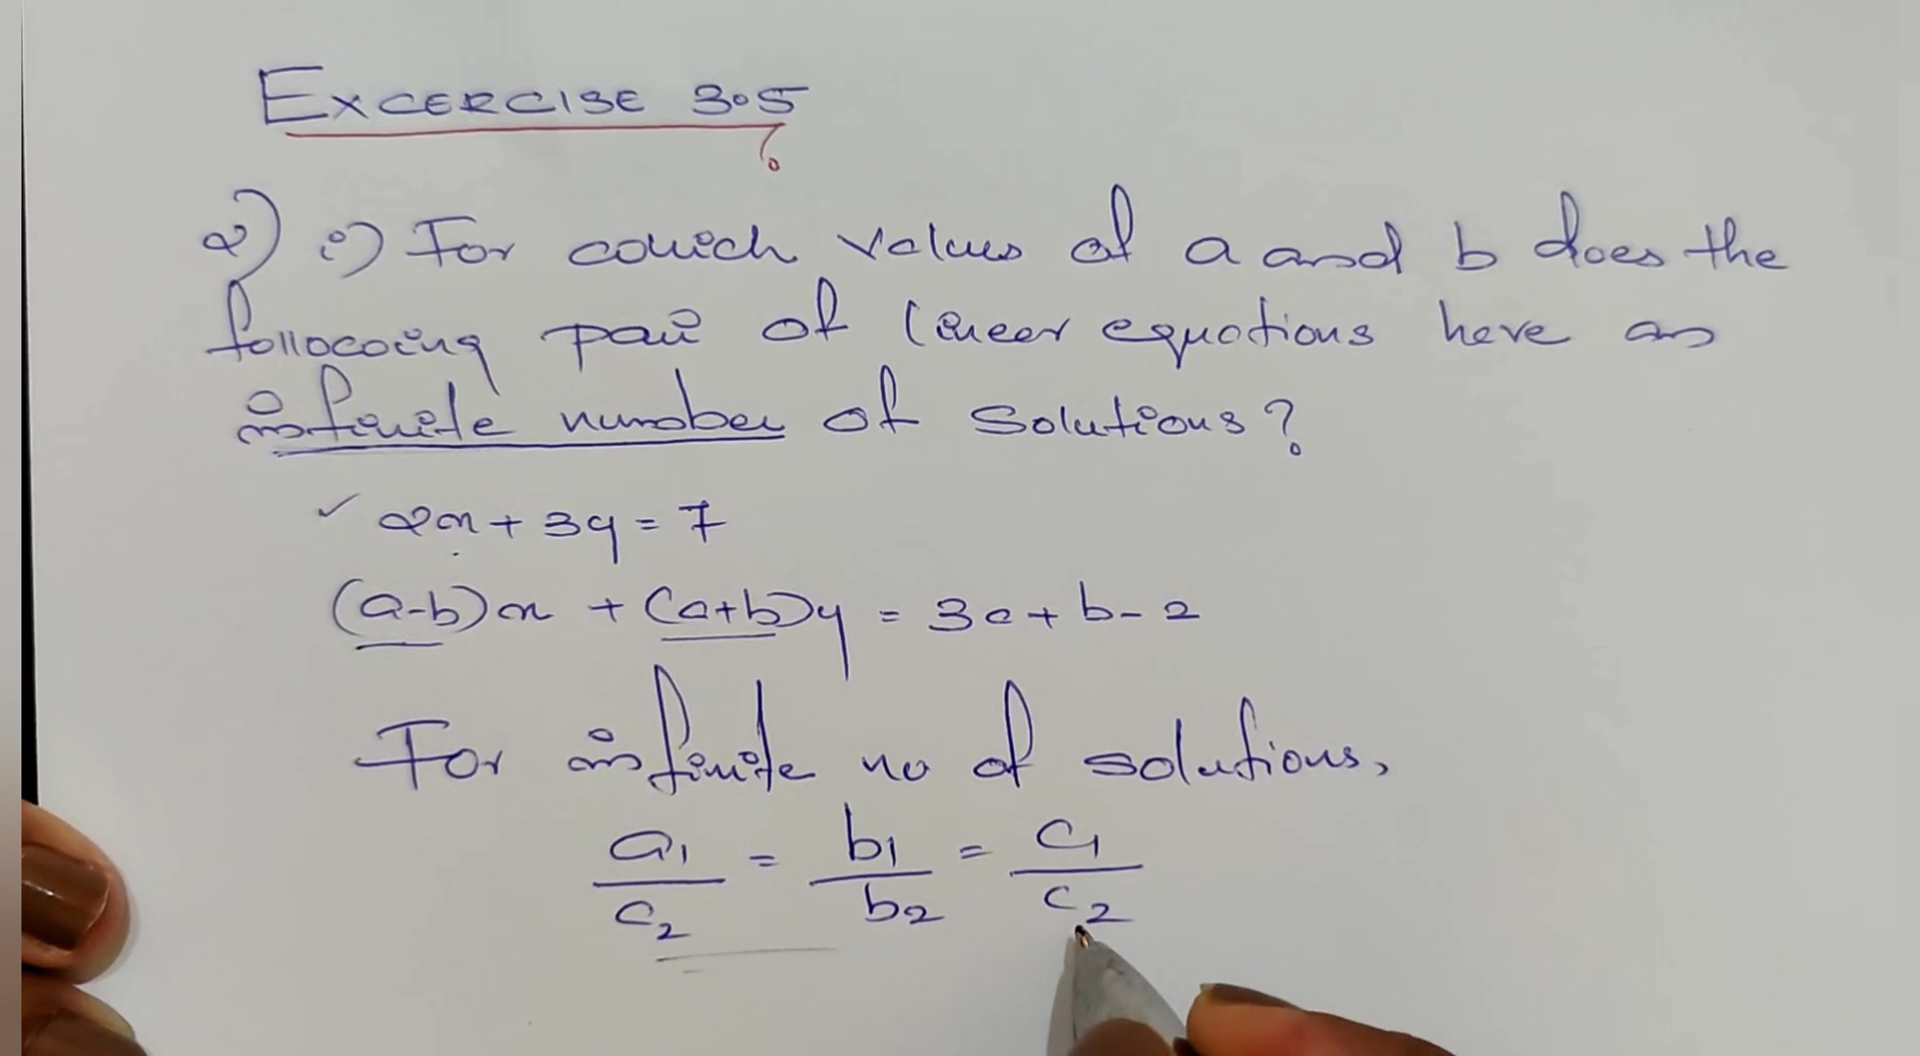 EXCERCISE 3.5
2) i) For which values of a and b does the
following pair of linear equations have an
infinite number of solutions?
✓ 2x + 3y = 7
(a-b)x + (a+b)y = 3a + b - 2
For infinite no of solutions,
a1/c2 = b1/b2 = c1/c2